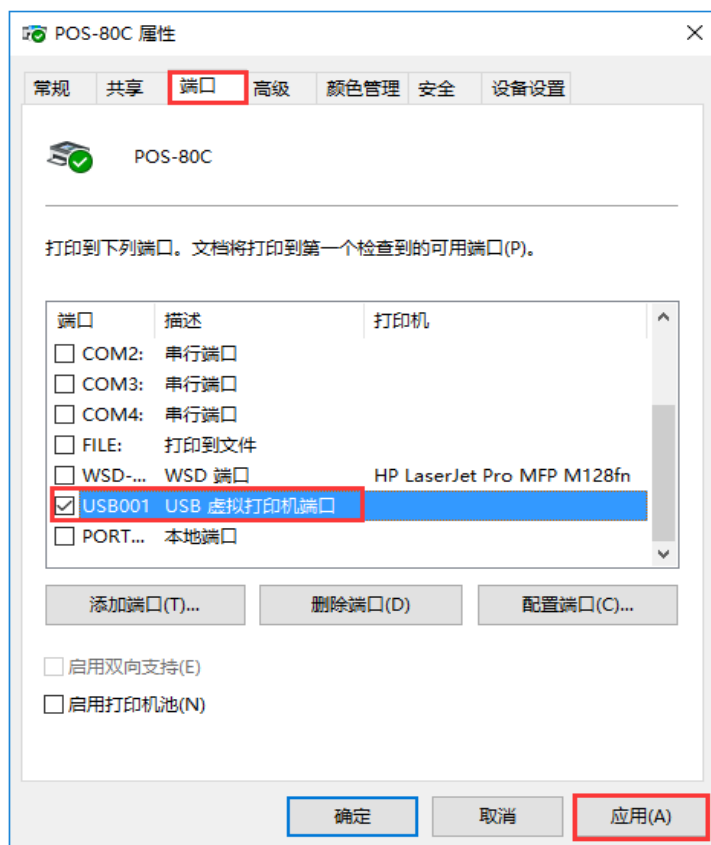 POS-80C 属性
常规 共享 端口 高级 颜色管理 安全 设备设置
POS-80C
打印到下列端口。文档将打印到第一个检查到的可用端口(P)。
端口 描述 打印机
COM2: 串行端口
COM3: 串行端口
COM4: 串行端口
FILE: 打印到文件
WSD-... WSD 端口 HP LaserJet Pro MFP M128fn
USB001 USB 虚拟打印机端口
PORT... 本地端口
添加端口(T)... 删除端口(D) 配置端口(C)...
启用双向支持(E)
启用打印机池(N)
确定 取消 应用(A)